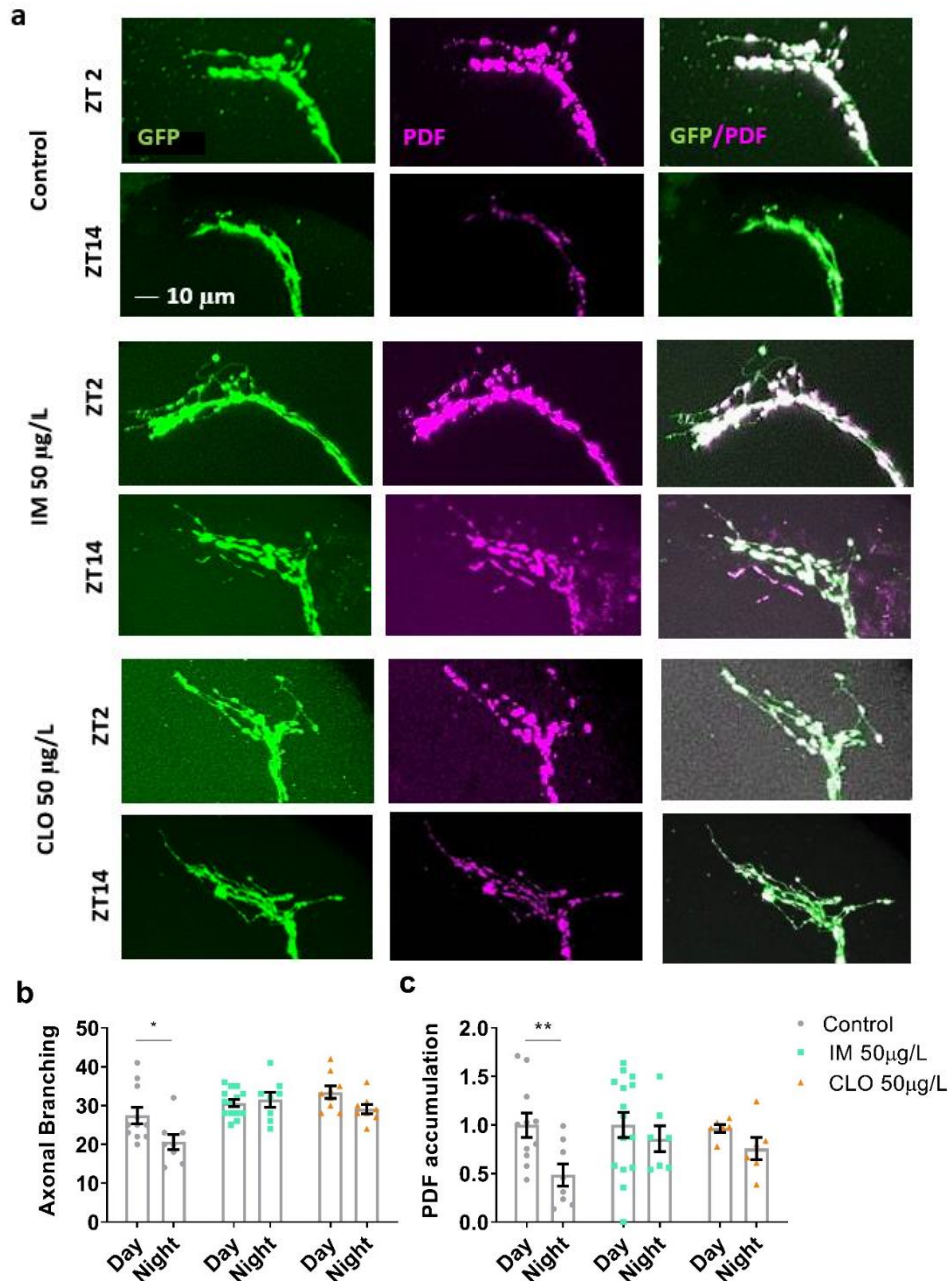 a
Control
ZT 2
GFP
PDF
GFP/PDF
ZT14
10 μm
IM 50 μg/L
ZT2
ZT14
CLO 50 μg/L
ZT2
ZT14
b
Axonal Branching
50
40
30
20
10
0
*
Day
Night
Day
Night
Day
Night
c
PDF accumulation
2.0
1.5
1.0
0.5
0.0
**
Day
Night
Day
Night
Day
Night
Control
IM 50μg/L
CLO 50μg/L